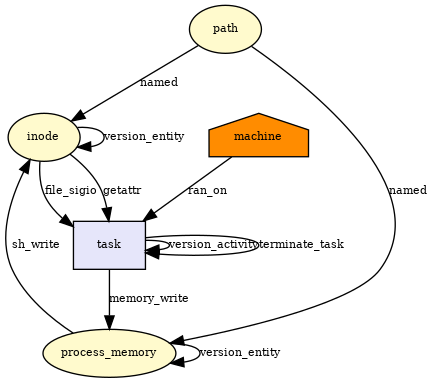 path
named
inode
version_entity
machine
file_sigio
getattr
ran_on
named
sh_write
task
version_activity
terminate_task
memory_write
process_memory
version_entity